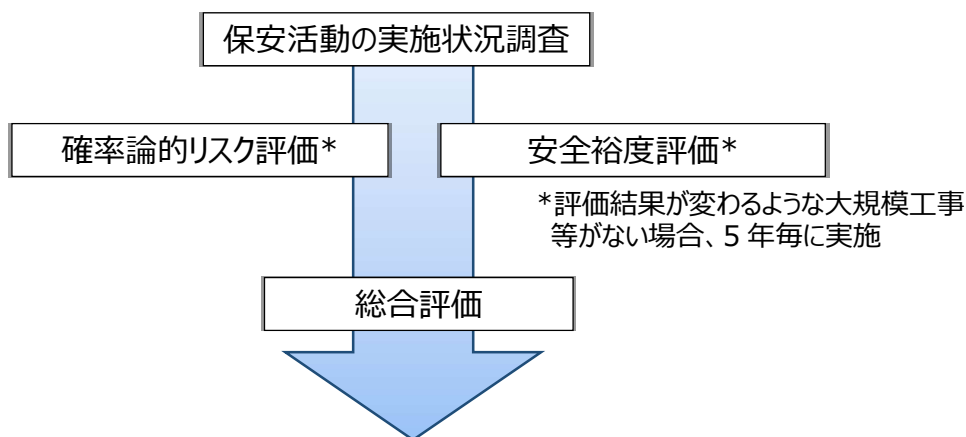 保安活動の実施状況調査
確率論的リスク評価*
安全裕度評価*
*評価結果が変わるような大規模工事
等がない場合、5 年毎に実施
総合評価